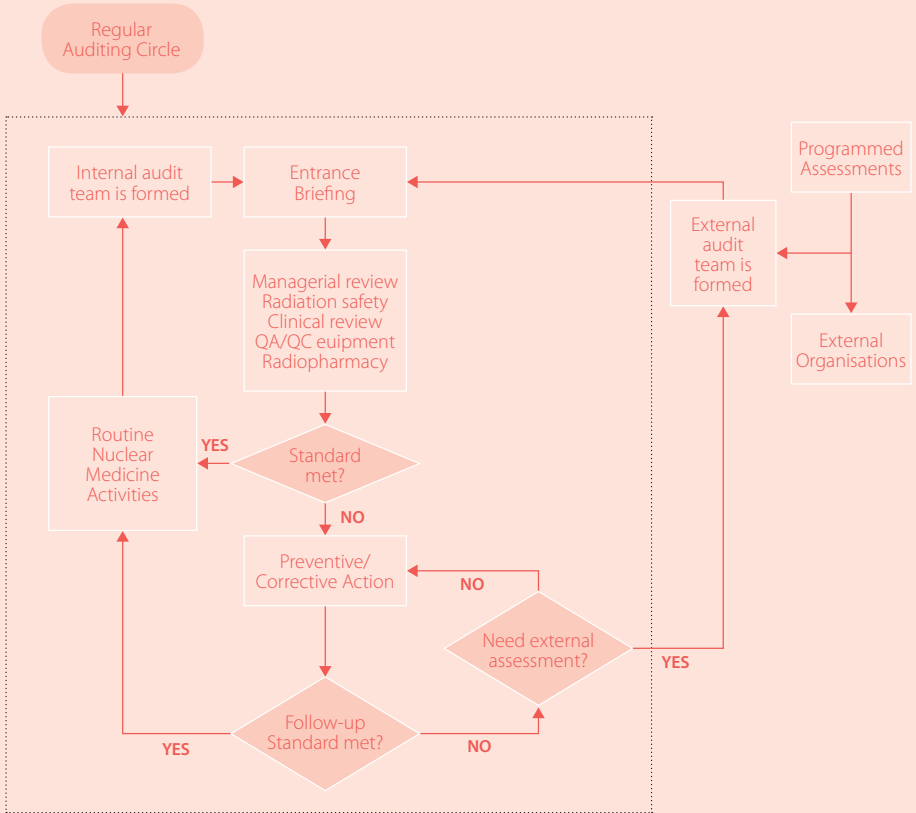 Regular
Auditing Circle
Internal audit
team is formed
Entrance
Briefing
Programmed
Assessments
External
audit
team is
formed
External
Organisations
Managerial review
Radiation safety
Clinical review
QA/QC euipment
Radiopharmacy
Routine
Nuclear
Medicine
Activities
YES
Standard
met?
NO
Preventive/
Corrective Action
NO
Need external
assessment?
YES
Follow-up
Standard met?
YES
NO